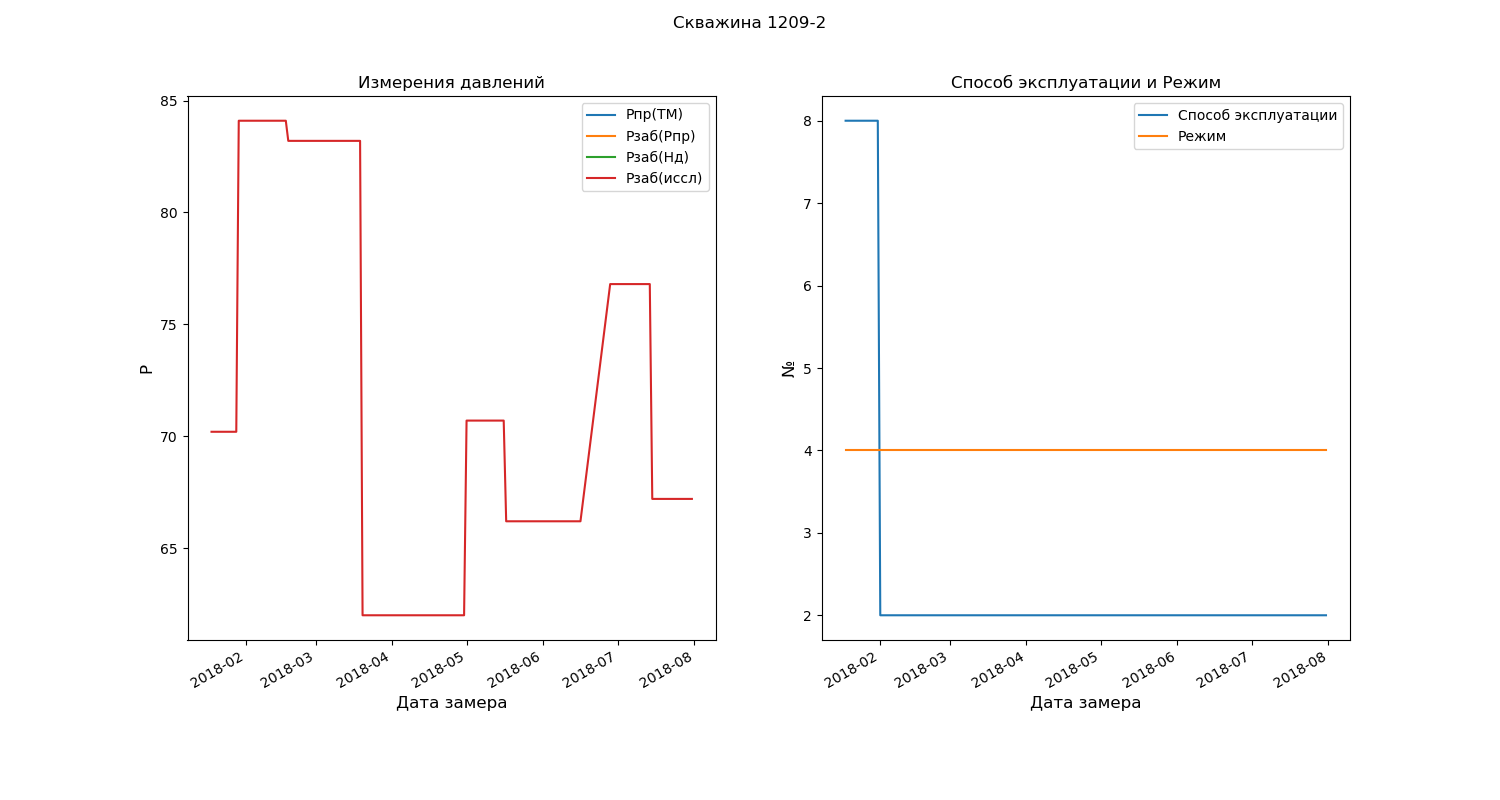 Скважина 1209-2
Измерения давлений
85
80
75
70
65
P
Рпр(ТМ)
Рзаб(Рпр)
Рзаб(Нд)
Рзаб(иссл)
2018-02
2018-03
2018-04
2018-05
2018-06
2018-07
2018-08
Дата замера
Способ эксплуатации и Режим
8
7
6
5
4
3
2
№
Способ эксплуатации
Режим
2018-02
2018-03
2018-04
2018-05
2018-06
2018-07
2018-08
Дата замера